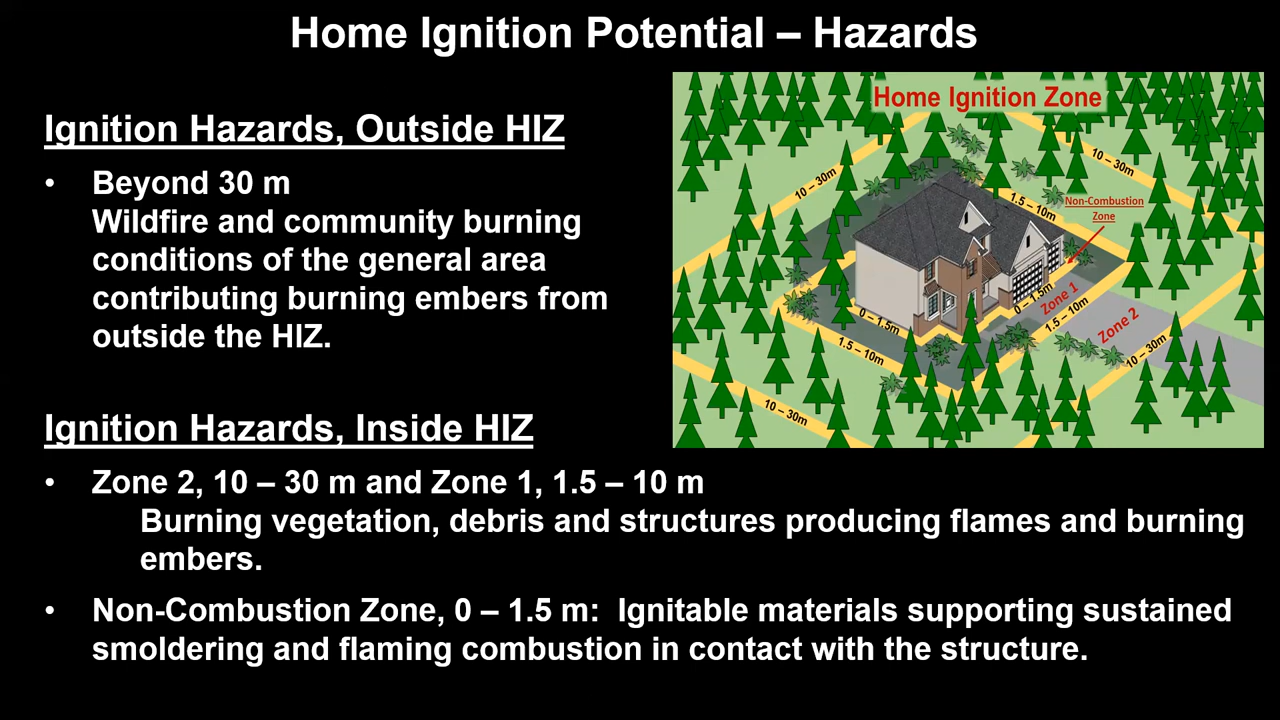 Home Ignition Potential – Hazards
Ignition Hazards, Outside HIZ
• Beyond 30 m
Wildfire and community burning
conditions of the general area
contributing burning embers from
outside the HIZ.
Home Ignition Zone
10 – 30m
10 – 30m
1.5 – 10m
Non-Combustion
Zone
0 – 1.5m
0 – 1.5m
Zone 1
1.5 – 10m
Zone 2
1.5 – 10m
10 – 30m
10 – 30m
Ignition Hazards, Inside HIZ
• Zone 2, 10 – 30 m and Zone 1, 1.5 – 10 m
Burning vegetation, debris and structures producing flames and burning
embers.
• Non-Combustion Zone, 0 – 1.5 m:  Ignitable materials supporting sustained
smoldering and flaming combustion in contact with the structure.